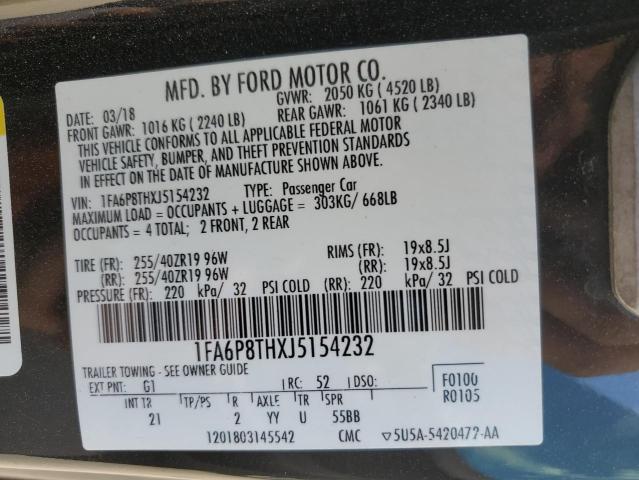 MFD. BY FORD MOTOR CO.
DATE: 03/18 GVWR: 2050 KG ( 4520 LB)
FRONT GAWR: 1016 KG ( 2240 LB) REAR GAWR: 1061 KG ( 2340 LB)
THIS VEHICLE CONFORMS TO ALL APPLICABLE FEDERAL MOTOR
VEHICLE SAFETY, BUMPER, AND THEFT PREVENTION STANDARDS
IN EFFECT ON THE DATE OF MANUFACTURE SHOWN ABOVE.
VIN: 1FA6P8THXJ5154232 TYPE: Passenger Car
MAXIMUM LOAD = OCCUPANTS + LUGGAGE = 303KG/ 668LB
OCCUPANTS = 4 TOTAL; 2 FRONT, 2 REAR
TIRE (FR): 255/40ZR19 96W RIMS (FR): 19x8.5J
(RR): 255/40ZR19 96W (RR): 19x8.5J
PRESSURE (FR): 220 kPa/ 32 PSI COLD (RR): 220 kPa/ 32 PSI COLD
1FA6P8THXJ5154232
TRAILER TOWING - SEE OWNER GUIDE
EXT PNT: G1 RC: 52 DSO: F0100
R0105
INT TR TP/PS R AXLE TR SPR
21 2 YY U 55BB
1201803145542 CMC ▽5U5A-5420472-AA